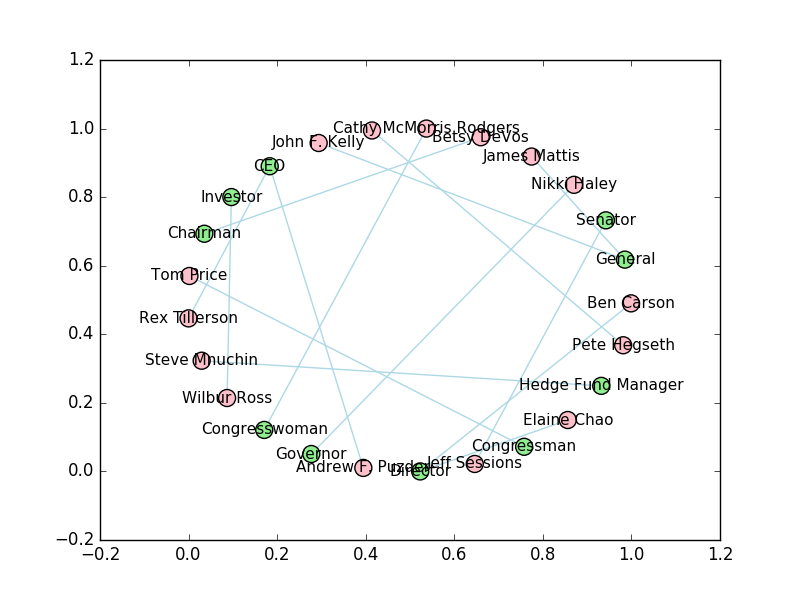 1.2
Cathy McMorris Rodgers
1.0
Betsy DeVos
John F. Kelly
James Mattis
CEO
Nikki Haley
Investor
0.8
Senator
Chairman
General
Tom Price
0.6
Ben Carson
Rex Tillerson
Pete Hegseth
0.4
Steve Mnuchin
Hedge Fund Manager
Wilbur Ross
0.2
Elaine Chao
Congresswoman
Congressman
Governor
Jeff Sessions
Andrew F. Puzder
Director
0.0
−0.2
−0.2 0.0 0.2 0.4 0.6 0.8 1.0 1.2